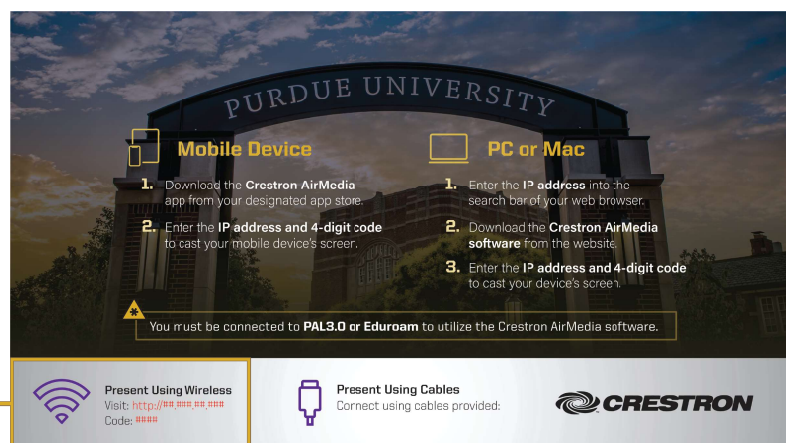 PURDUE UNIVERSITY
Mobile Device
1. Download the Crestron AirMedia
app from your designated app store.
2. Enter the IP address and 4-digit code
to cast your mobile device's screen.
PC or Mac
1. Enter the IP address into the
search bar of your web browser.
2. Download the Crestron AirMedia
software from the website.
3. Enter the IP address and 4-digit code
to cast your device's screen.
*
You must be connected to PAL3.0 or Eduroam to utilize the Crestron AirMedia software.
Present Using Wireless
Visit: http://##.###.##.###
Code: ####
Present Using Cables
Connect using cables provided:
CRESTRON